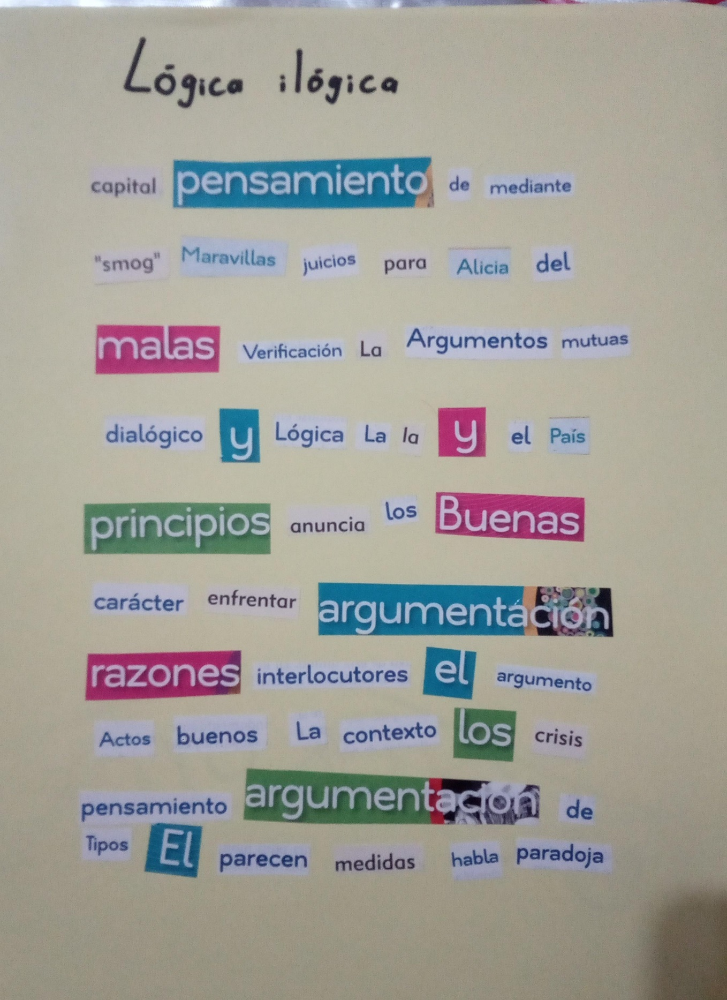 Lógica ilógica
capital pensamiento de mediante
"smog" Maravillas juicios para Alicia del
malas Verificación La Argumentos mutuas
dialógico y Lógica La la y el País
principios anuncia los Buenas
carácter enfrentar argumentación
razones interlocutores el argumento
Actos buenos La contexto los crisis
pensamiento argumentación de
Tipos El parecen medidas habla paradoja